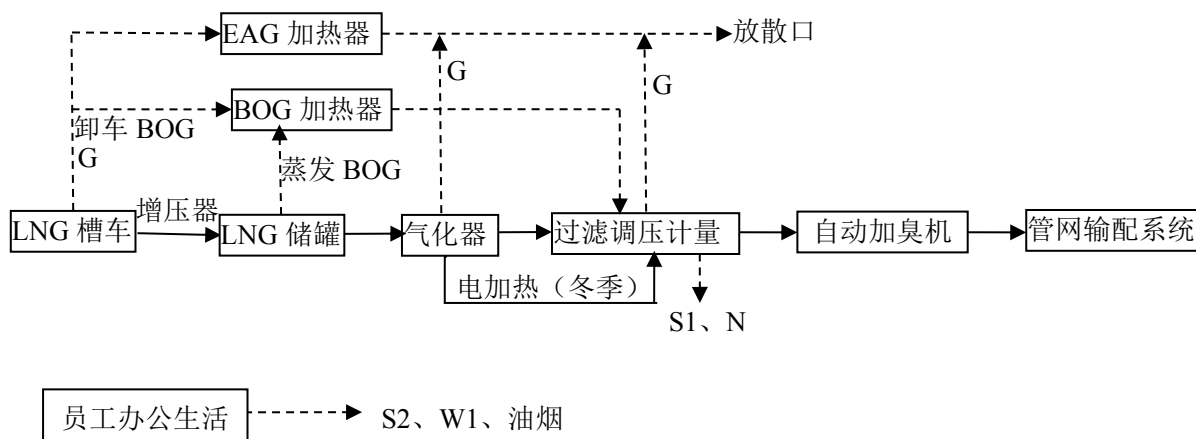 EAG 加热器
放散口
G
G
BOG 加热器
卸车 BOG
G
蒸发 BOG
增压器
LNG 槽车
LNG 储罐
气化器
过滤调压计量
自动加臭机
管网输配系统
电加热（冬季）
S1、N
员工办公生活
S2、W1、油烟